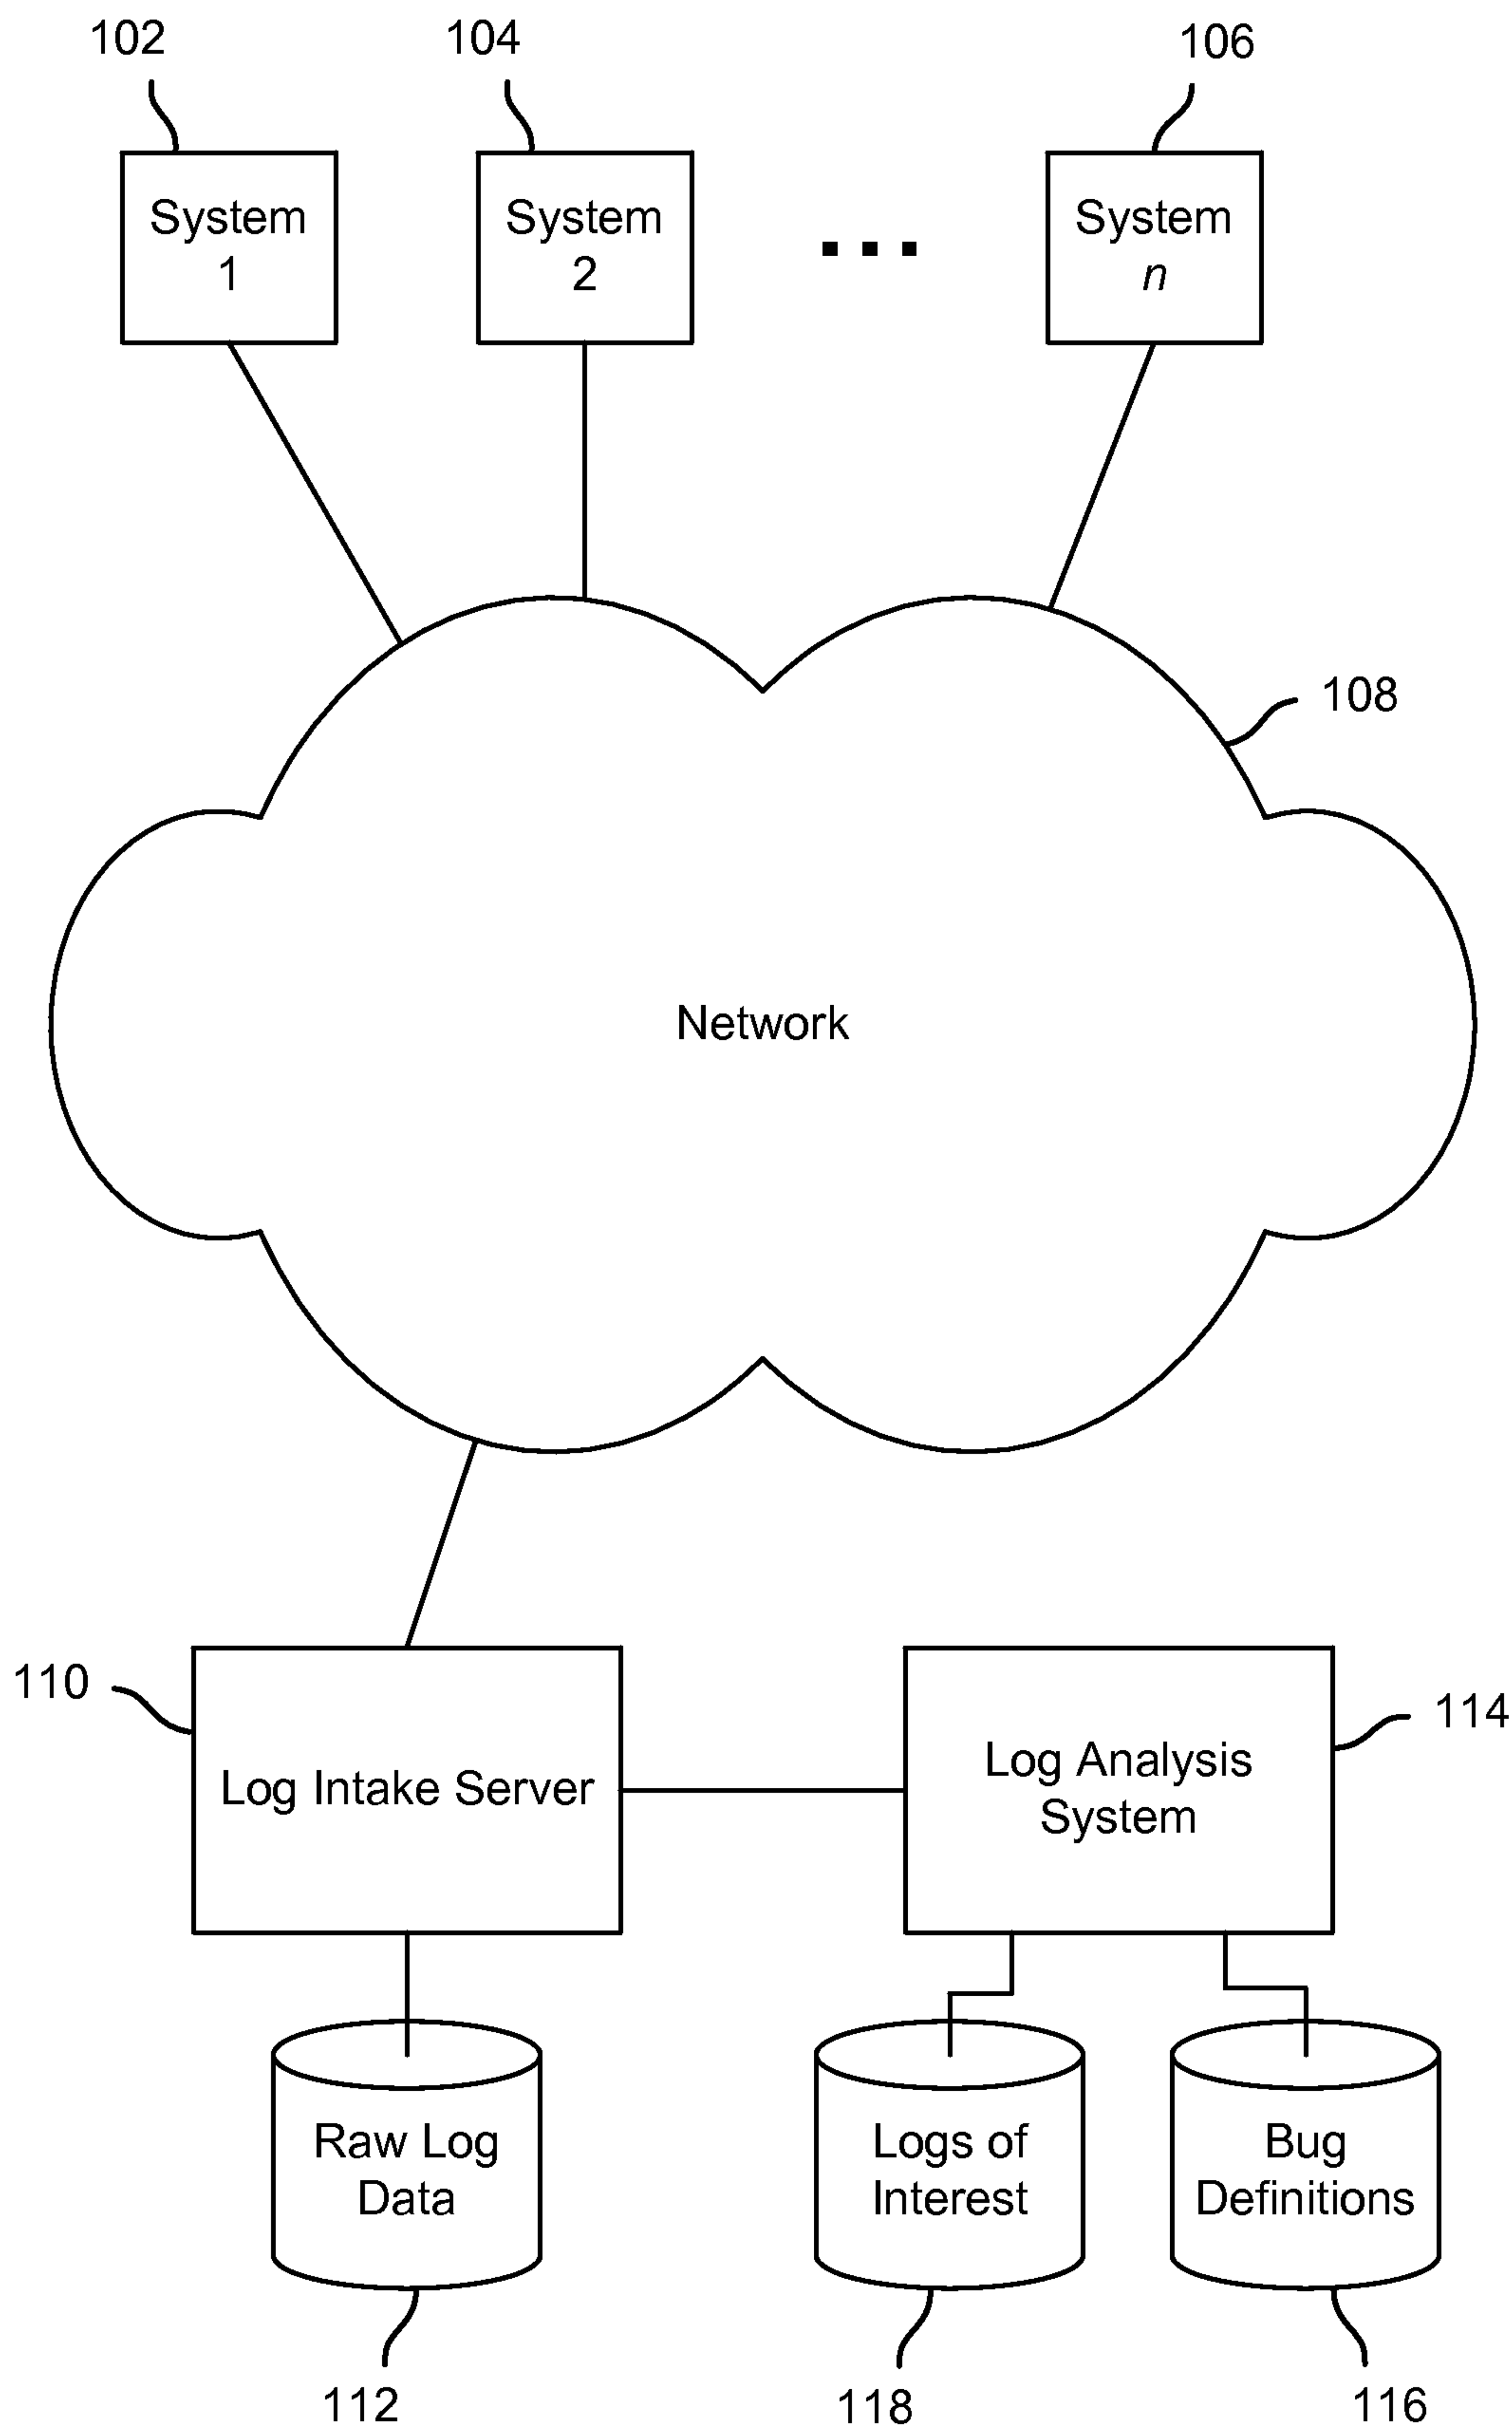 102
104
106
System
1
System
2
...
System
n
108
Network
110
Log Intake Server
Log Analysis
System
114
Raw Log
Data
Logs of
Interest
Bug
Definitions
112
118
116